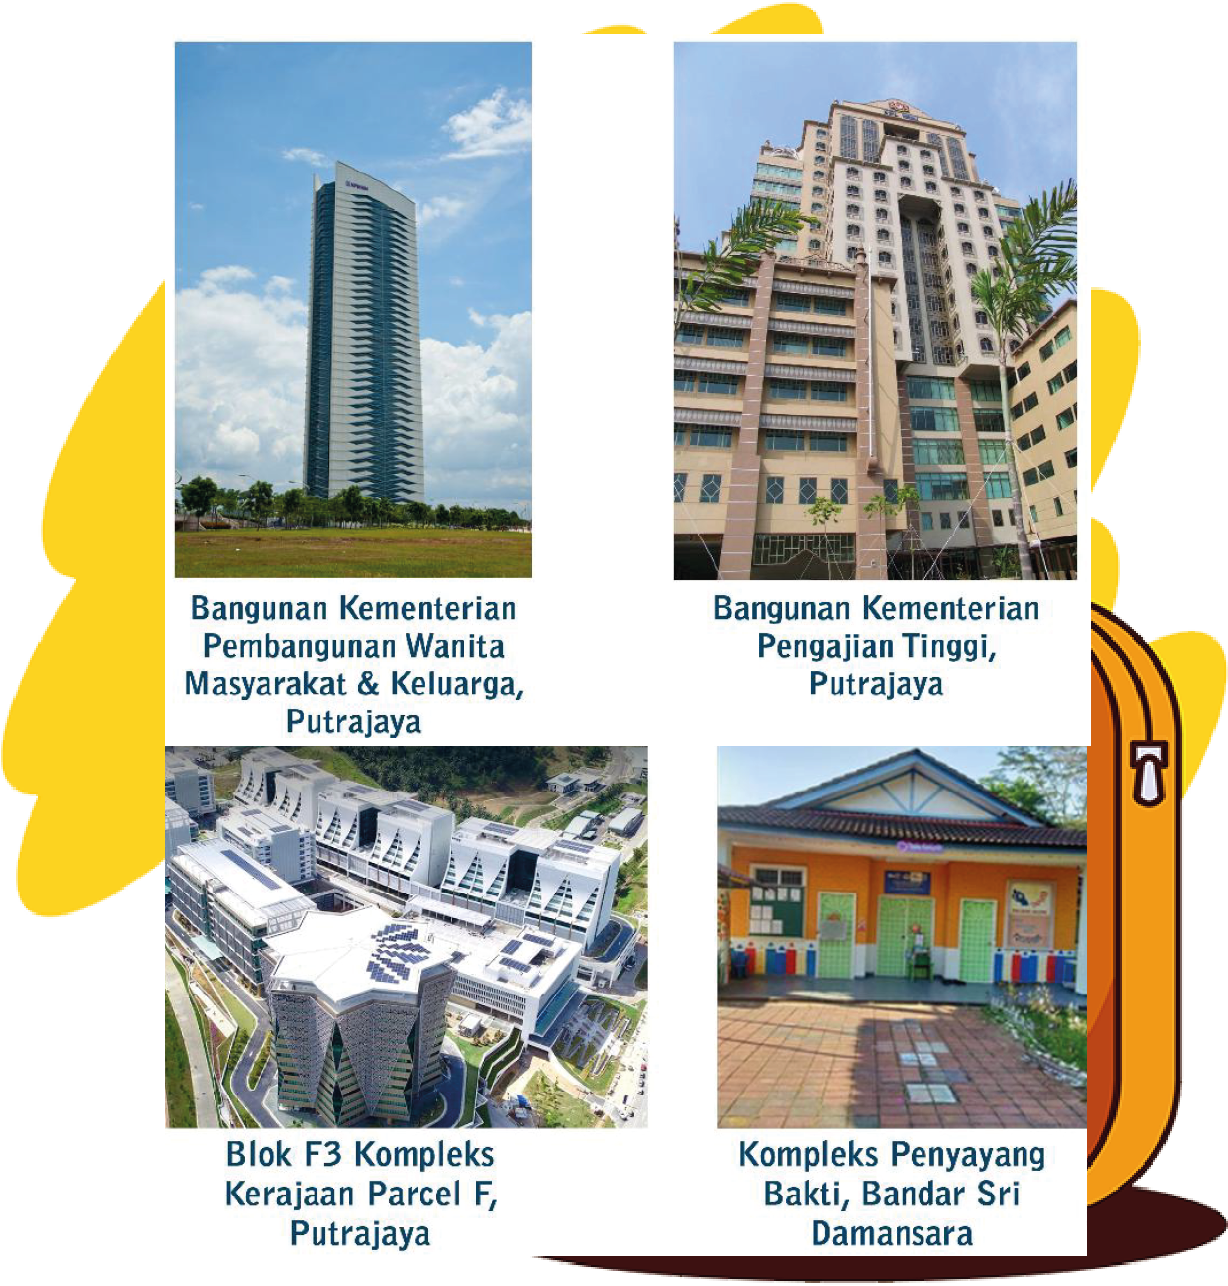 Bangunan Kementerian
Pembangunan Wanita
Masyarakat & Keluarga,
Putrajaya
Bangunan Kementerian
Pengajian Tinggi,
Putrajaya
Blok F3 Kompleks
Kerajaan Parcel F,
Putrajaya
Kompleks Penyayang
Bakti, Bandar Sri
Damansara